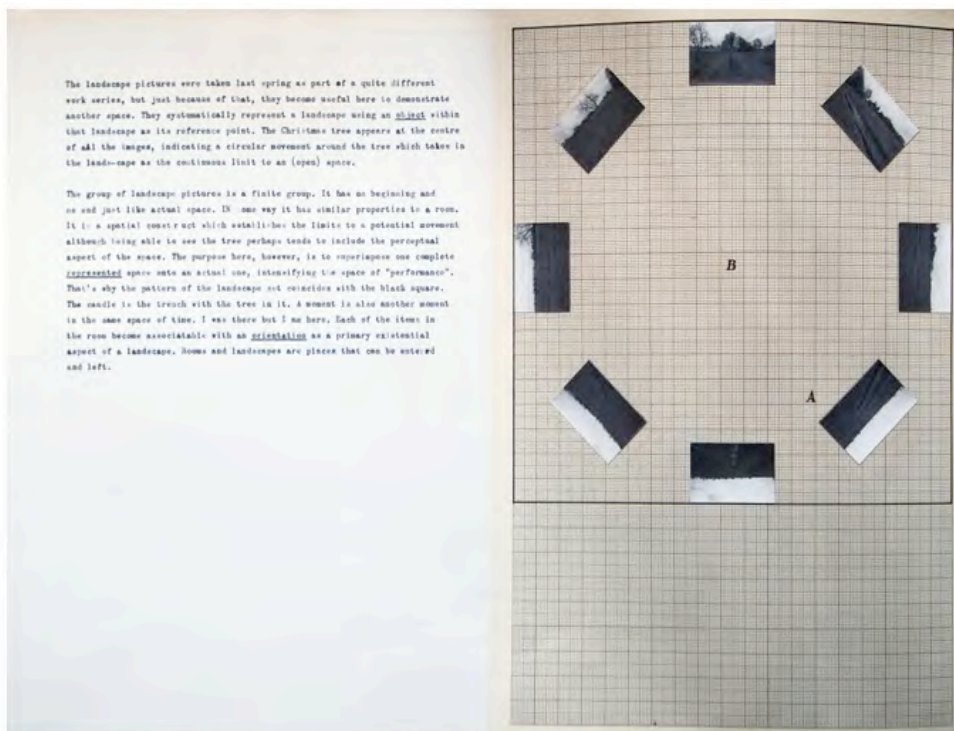 The landscape pictures were taken last spring as part of a quite different
work series, but just because of that, they become useful here to demonstrate
another space. They systematically represent a landscape using an object within
that landscape as its reference point. The Christmas tree appears at the centre
of all the images, indicating a circular movement around the tree which takes in
the land-cape as the continuous limit to an (open) space.
The group of landscape pictures is a finite group. It has no beginning and
no end just like actual space. IN one way it has similar properties to a room.
It is a spatial construct which establishes the limits to a potential movement
although being able to see the tree perhaps tends to include the perceptual
aspect of the space. The purpose here, however, is to superimpose one complete
represented space onto an actual one, intensifying the space of "performance".
That's why the pattern of the landscape not coincides with the black square.
The candle is the trench with the tree in it. A moment is also another moment
in the same space of time. I was there but I me here. Each of the items in
the room become associatable with an orientation as a primary existential
aspect of a landscape. Rooms and landscapes are places that can be entered
and left.
B
A